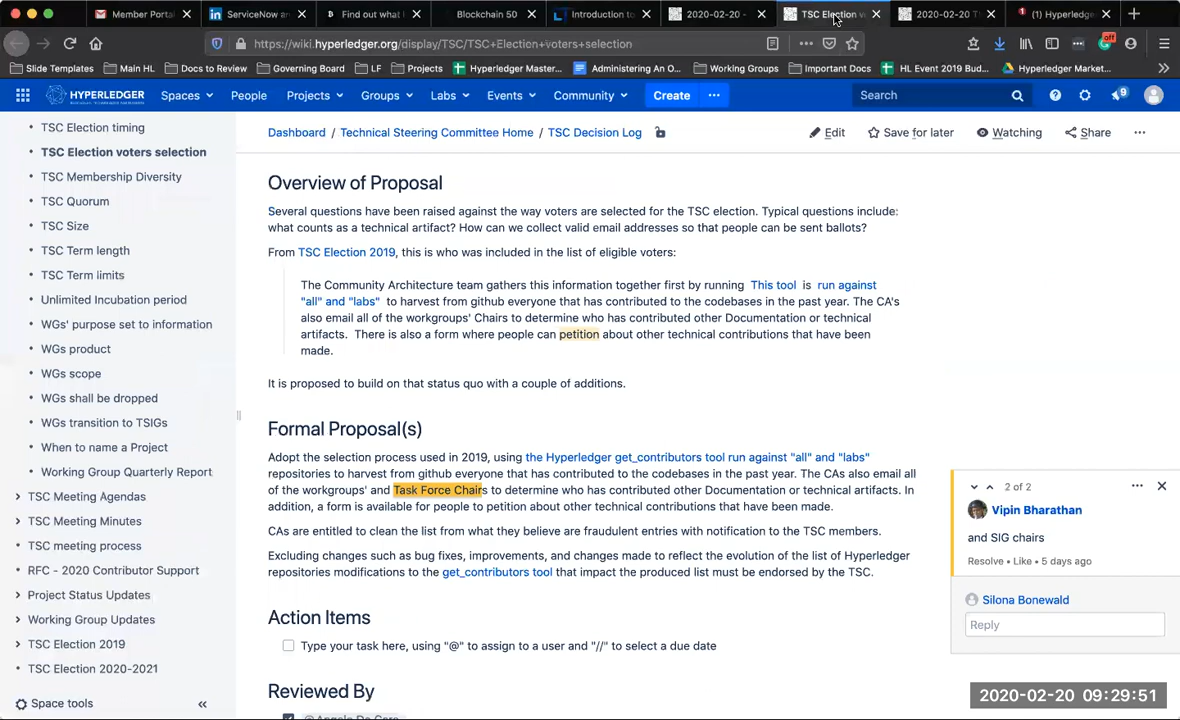 Member Portal
ServiceNow an
Find out what i
Blockchain 50
Introduction to
2020-02-20 -
TSC Election v
2020-02-20 T
(1) Hyperledge
https://wiki.hyperledger.org/display/TSC/TSC+Election+voters+selection
off
Slide Templates
Main HL
Docs to Review
Governing Board
LF
Projects
Hyperledger Master...
Administering An O...
Working Groups
Important Docs
HL Event 2019 Bud...
Hyperledger Market...
HYPERLEDGER
Spaces
People
Projects
Groups
Labs
Events
Community
Create
Search
9
TSC Election timing
TSC Election voters selection
TSC Membership Diversity
TSC Quorum
TSC Size
TSC Term length
TSC Term limits
Unlimited Incubation period
WGs' purpose set to information
WGs product
WGs scope
WGs shall be dropped
WGs transition to TSIGs
When to name a Project
Working Group Quarterly Report
TSC Meeting Agendas
TSC Meeting Minutes
TSC meeting process
RFC - 2020 Contributor Support
Project Status Updates
Working Group Updates
TSC Election 2019
TSC Election 2020-2021
Space tools
Dashboard / Technical Steering Committee Home / TSC Decision Log
Edit
Save for later
Watching
Share
Overview of Proposal
Several questions have been raised against the way voters are selected for the TSC election. Typical questions include:
what counts as a technical artifact? How can we collect valid email addresses so that people can be sent ballots?
From TSC Election 2019, this is who was included in the list of eligible voters:
The Community Architecture team gathers this information together first by running This tool is run against
"all" and "labs" to harvest from github everyone that has contributed to the codebases in the past year. The CA's
also email all of the workgroups' Chairs to determine who has contributed other Documentation or technical
artifacts. There is also a form where people can petition about other technical contributions that have been
made.
It is proposed to build on that status quo with a couple of additions.
Formal Proposal(s)
Adopt the selection process used in 2019, using the Hyperledger get_contributors tool run against "all" and "labs"
repositories to harvest from github everyone that has contributed to the codebases in the past year. The CAs also email all
of the workgroups' and Task Force Chairs to determine who has contributed other Documentation or technical artifacts. In
addition, a form is available for people to petition about other technical contributions that have been made.
CAs are entitled to clean the list from what they believe are fraudulent entries with notification to the TSC members.
Excluding changes such as bug fixes, improvements, and changes made to reflect the evolution of the list of Hyperledger
repositories modifications to the get_contributors tool that impact the produced list must be endorsed by the TSC.
Action Items
Type your task here, using "@" to assign to a user and "//" to select a due date
Reviewed By
2 of 2
Vipin Bharathan
and SIG chairs
Resolve • Like • 5 days ago
Silona Bonewald
Reply
2020-02-20 09:29:51